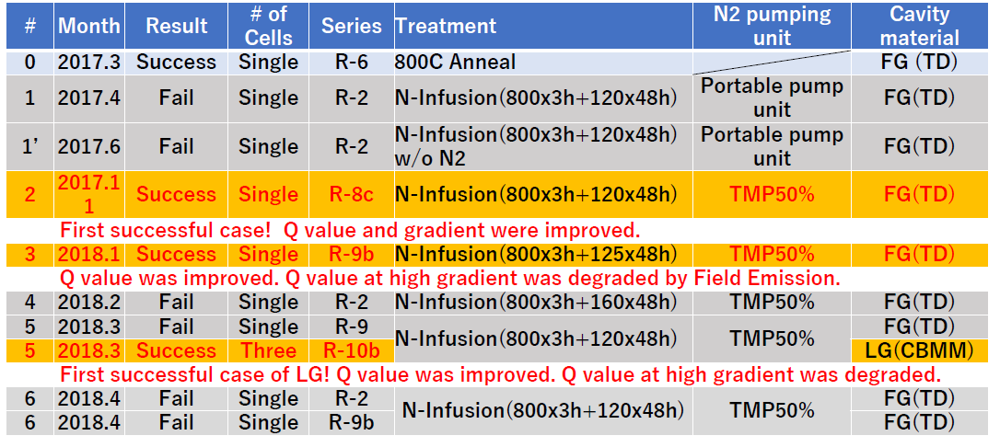 # Month Result # of Cells Series Treatment N2 pumping unit Cavity material
0 2017.3 Success Single R-6 800C Anneal FG (TD)
1 2017.4 Fail Single R-2 N-Infusion(800x3h+120x48h) Portable pump unit FG(TD)
1’ 2017.6 Fail Single R-2 N-Infusion(800x3h+120x48h) w/o N2 Portable pump unit FG(TD)
2 2017.11 Success Single R-8c N-Infusion(800x3h+120x48h) TMP50% FG(TD)
First successful case! Q value and gradient were improved.
3 2018.1 Success Single R-9b N-Infusion(800x3h+125x48h) TMP50% FG(TD)
Q value was improved. Q value at high gradient was degraded by Field Emission.
4 2018.2 Fail Single R-2 N-Infusion(800x3h+160x48h) TMP50% FG(TD)
5 2018.3 Fail Single R-9 N-Infusion(800x3h+120x48h) TMP50% FG(TD)
5 2018.3 Success Three R-10b LG(CBMM)
First successful case of LG! Q value was improved. Q value at high gradient was degraded.
6 2018.4 Fail Single R-2 N-Infusion(800x3h+120x48h) TMP50% FG(TD)
6 2018.4 Fail Single R-9b FG(TD)